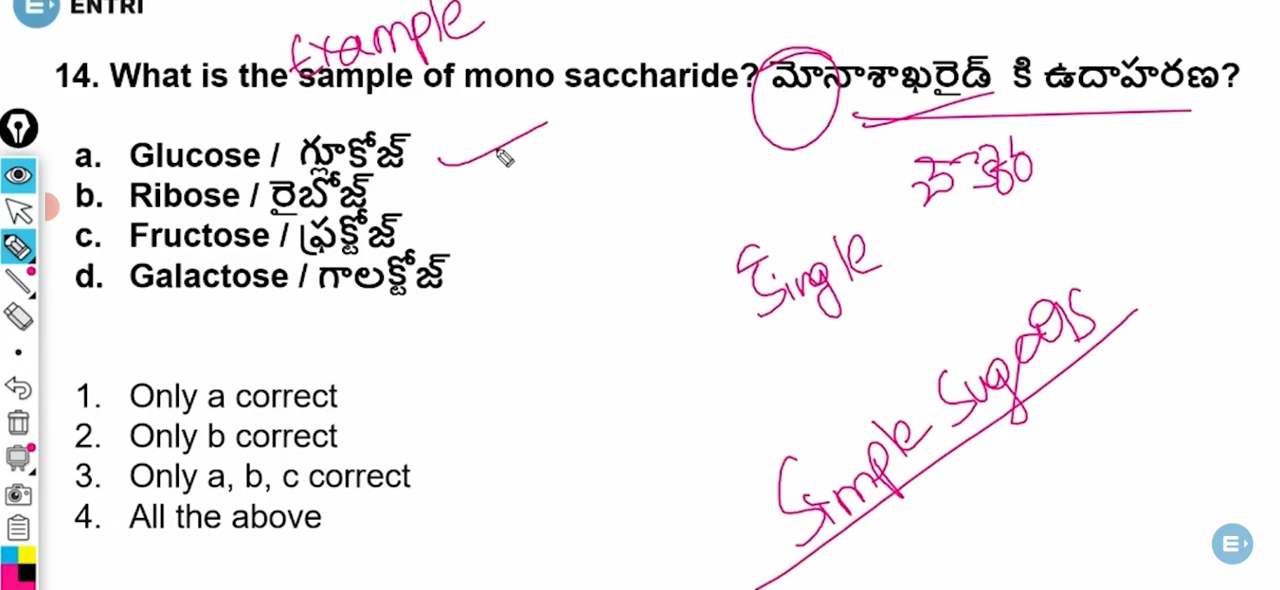 ENTRI
Example
14. What is the sample of mono saccharide? మోనాశాఖరైడ్ కి ఉదాహరణ?
a. Glucose / గ్లూకోజ్
b. Ribose / రైబోజ్
c. Fructose / ఫ్రక్టోజ్
d. Galactose / గాలక్టోజ్
Single
Simple Sugars
1. Only a correct
2. Only b correct
3. Only a, b, c correct
4. All the above